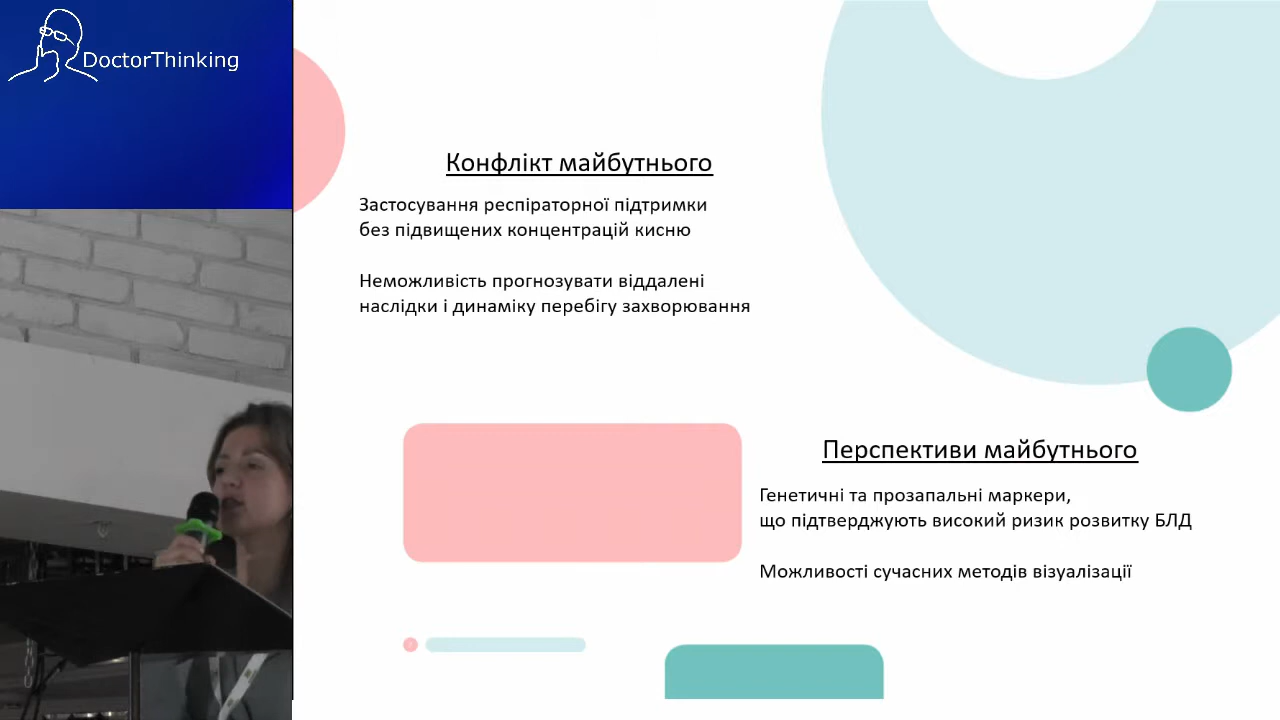 DoctorThinking
Конфлікт майбутнього
Застосування респіраторної підтримки
без підвищених концентрацій кисню
Неможливість прогнозувати віддалені
наслідки і динаміку перебігу захворювання
Перспективи майбутнього
Генетичні та прозапальні маркери,
що підтверджують високий ризик розвитку БЛД
Можливості сучасних методів візуалізації